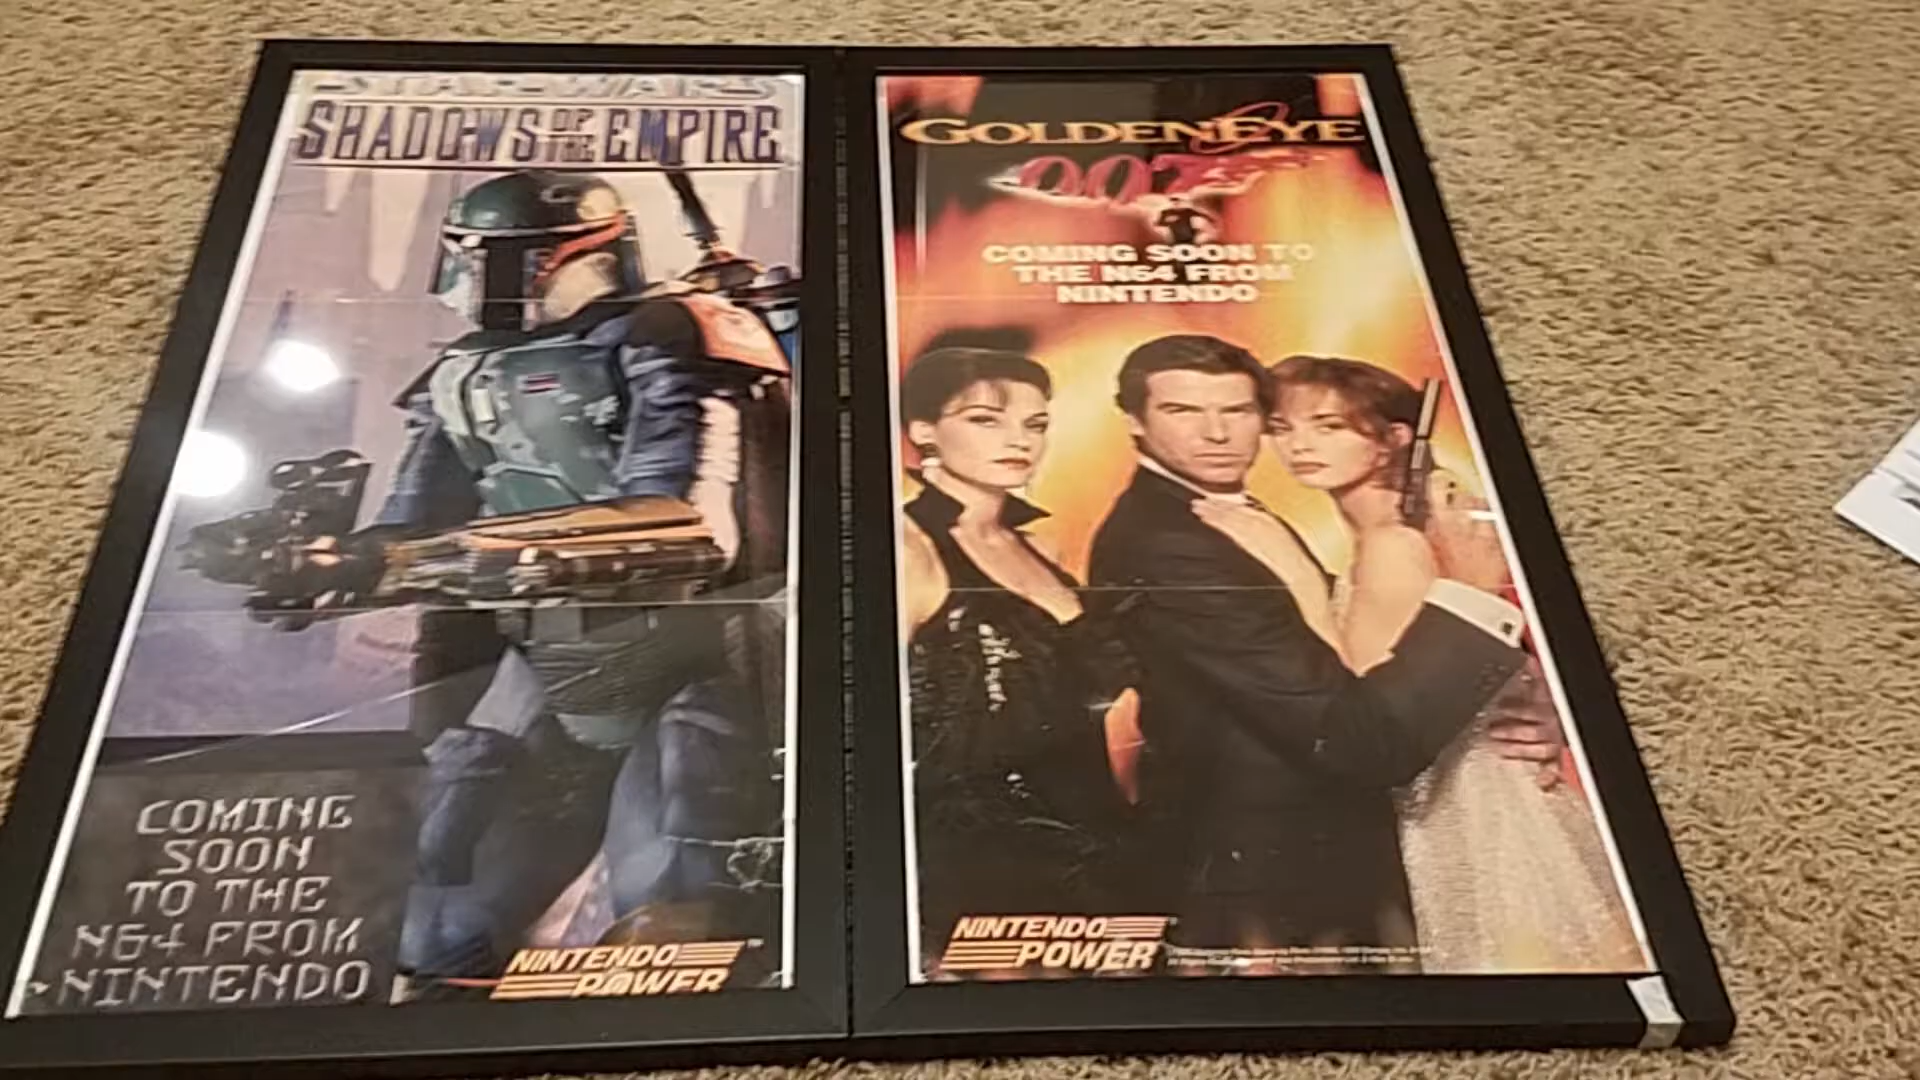 STAR WARS
SHADOWS OF THE EMPIRE
COMING
SOON
TO THE
N64 FROM
NINTENDO
NINTENDO
POWER
GOLDENEYE
007
COMING SOON TO
THE N64 FROM
NINTENDO
NINTENDO
POWER